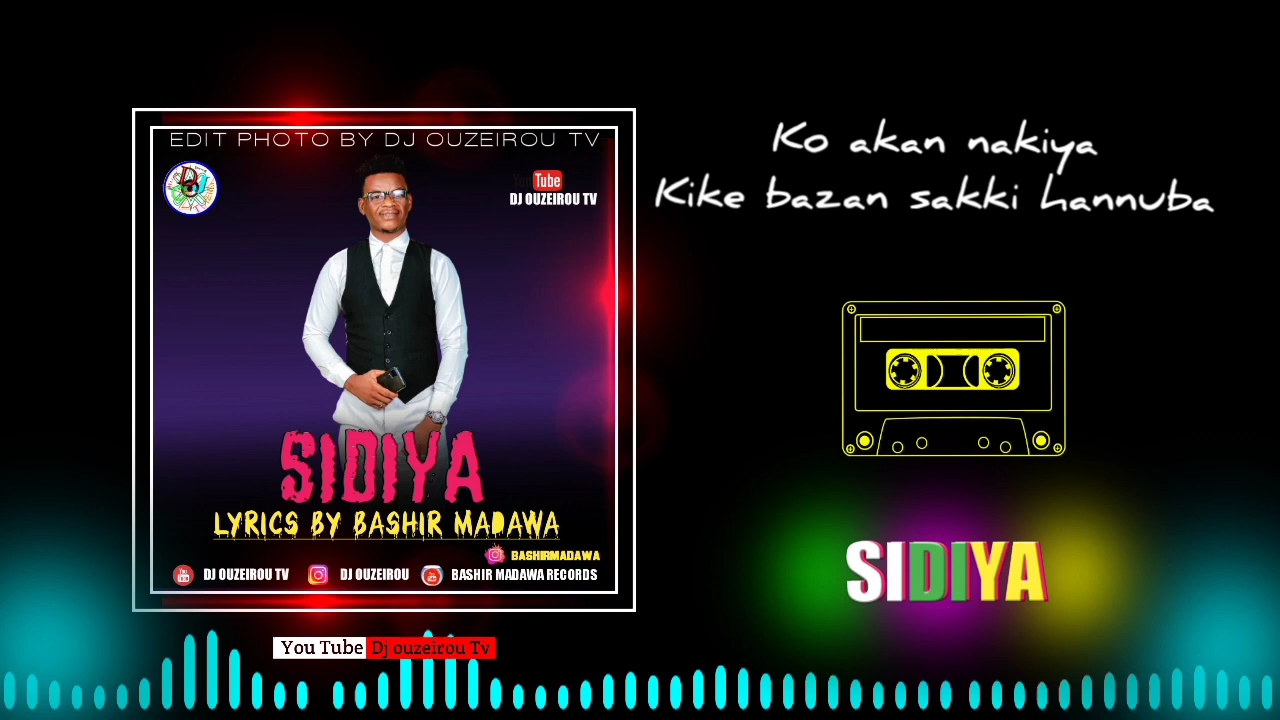 EDIT PHOTO BY DJ OUZEIROU TV
YouTube
DJ OUZEIROU TV
SIDIYA
LYRICS BY BASHIR MADAWA
BASHIRMADAWA
DJ OUZEIROU TV DJ OUZEIROU BASHIR MADAWA RECORDS
You Tube Dj ouzeirou Tv
Ko akan nakiya
Kike bazan sakki hannuba
SIDIYA